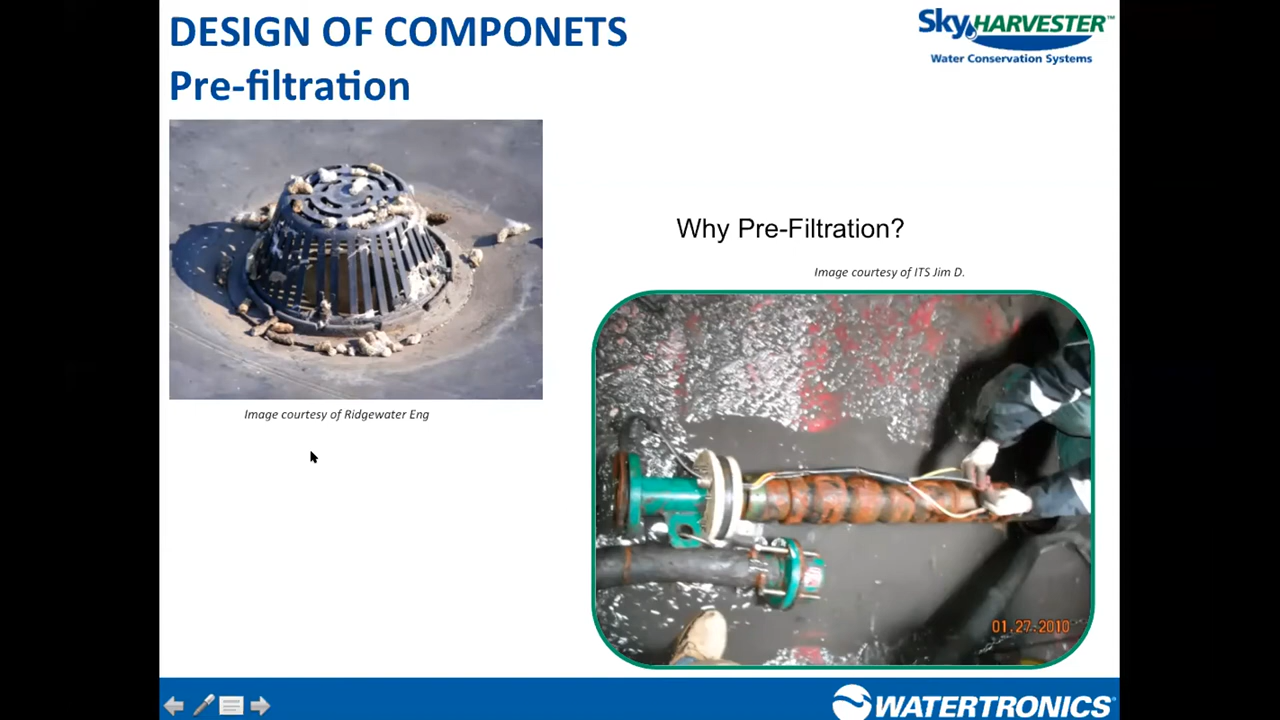 DESIGN OF COMPONETS
Pre-filtration
SkyHARVESTER™
Water Conservation Systems
Why Pre-Filtration?
Image courtesy of ITS Jim D.
Image courtesy of Ridgewater Eng
01.27.2010
WATERTRONICS